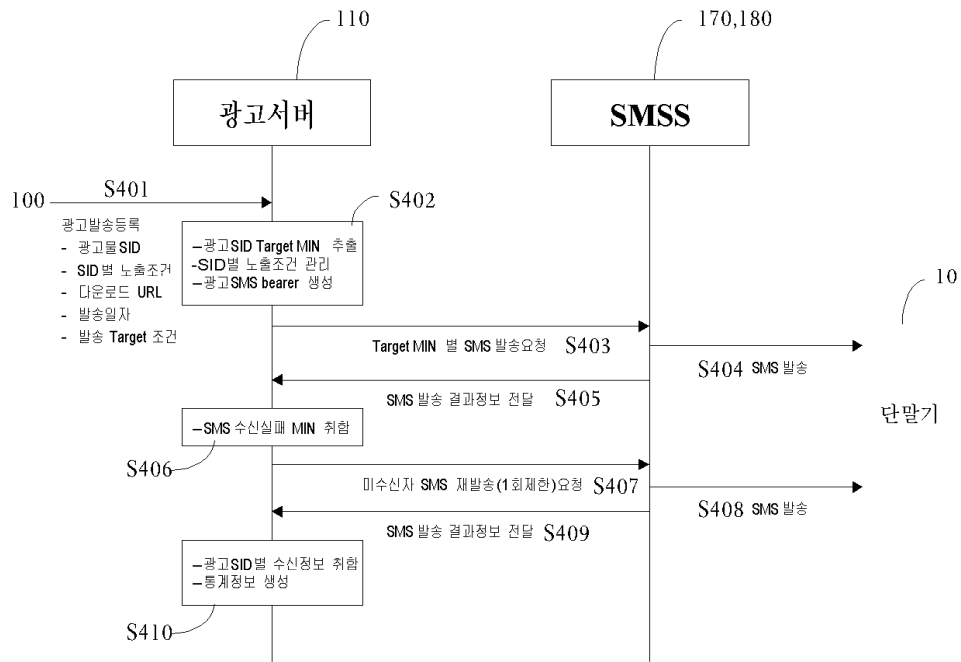 110
170,180
광고서버
SMSS
100
S401
S402
광고발송등록
- 광고물SID
- SID별 노출조건
- 다운로드 URL
- 발송일자
- 발송 Target 조건
–광고SID Target MIN 추출
-SID별 노출조건 관리
–광고SMS bearer 생성
10
Target MIN 별 SMS 발송요청 S403
S404 SMS 발송
SMS 발송 결과정보 전달 S405
단말기
–SMS 수신실패 MIN 취합
S406
미수신자 SMS 재발송(1회제한)요청 S407
S408 SMS 발송
SMS 발송 결과정보 전달 S409
–광고SID별 수신정보 취합
–통계정보 생성
S410